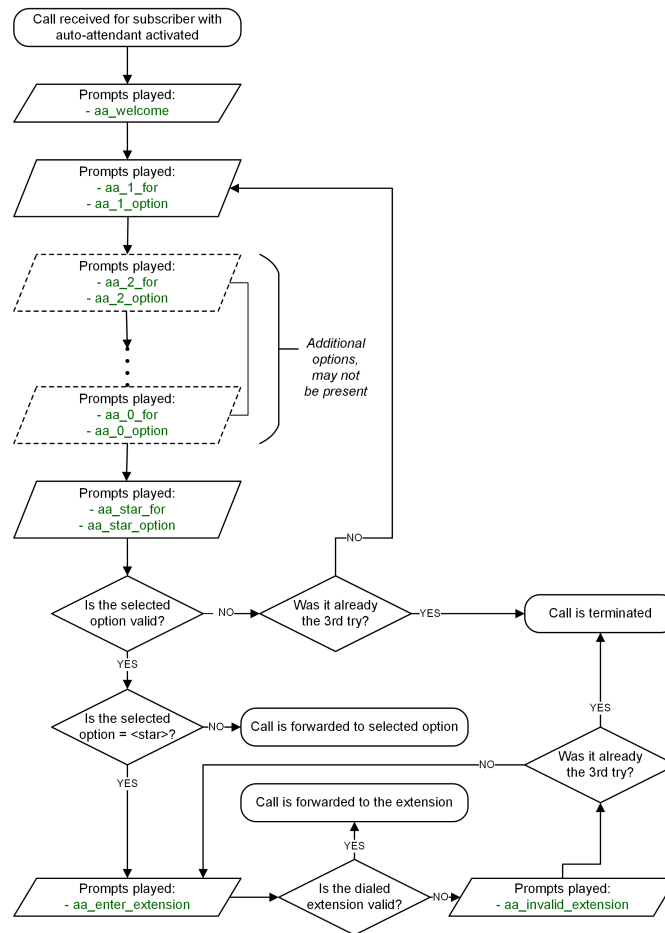 Call received for subscriber with
auto-attendant activated
Prompts played:
- aa_welcome
Prompts played:
- aa_1_for
- aa_1_option
Prompts played:
- aa_2_for
- aa_2_option
Additional
options,
may not
be present
Prompts played:
- aa_0_for
- aa_0_option
Prompts played:
- aa_star_for
- aa_star_option
NO
Is the selected
option valid?
NO
Was it already
the 3rd try?
YES
Call is terminated
YES
Is the selected
option = <star>?
NO
Call is forwarded to selected option
YES
Was it already
the 3rd try?
NO
YES
Call is forwarded to the extension
YES
Prompts played:
- aa_enter_extension
Is the dialed
extension valid?
NO
Prompts played:
- aa_invalid_extension